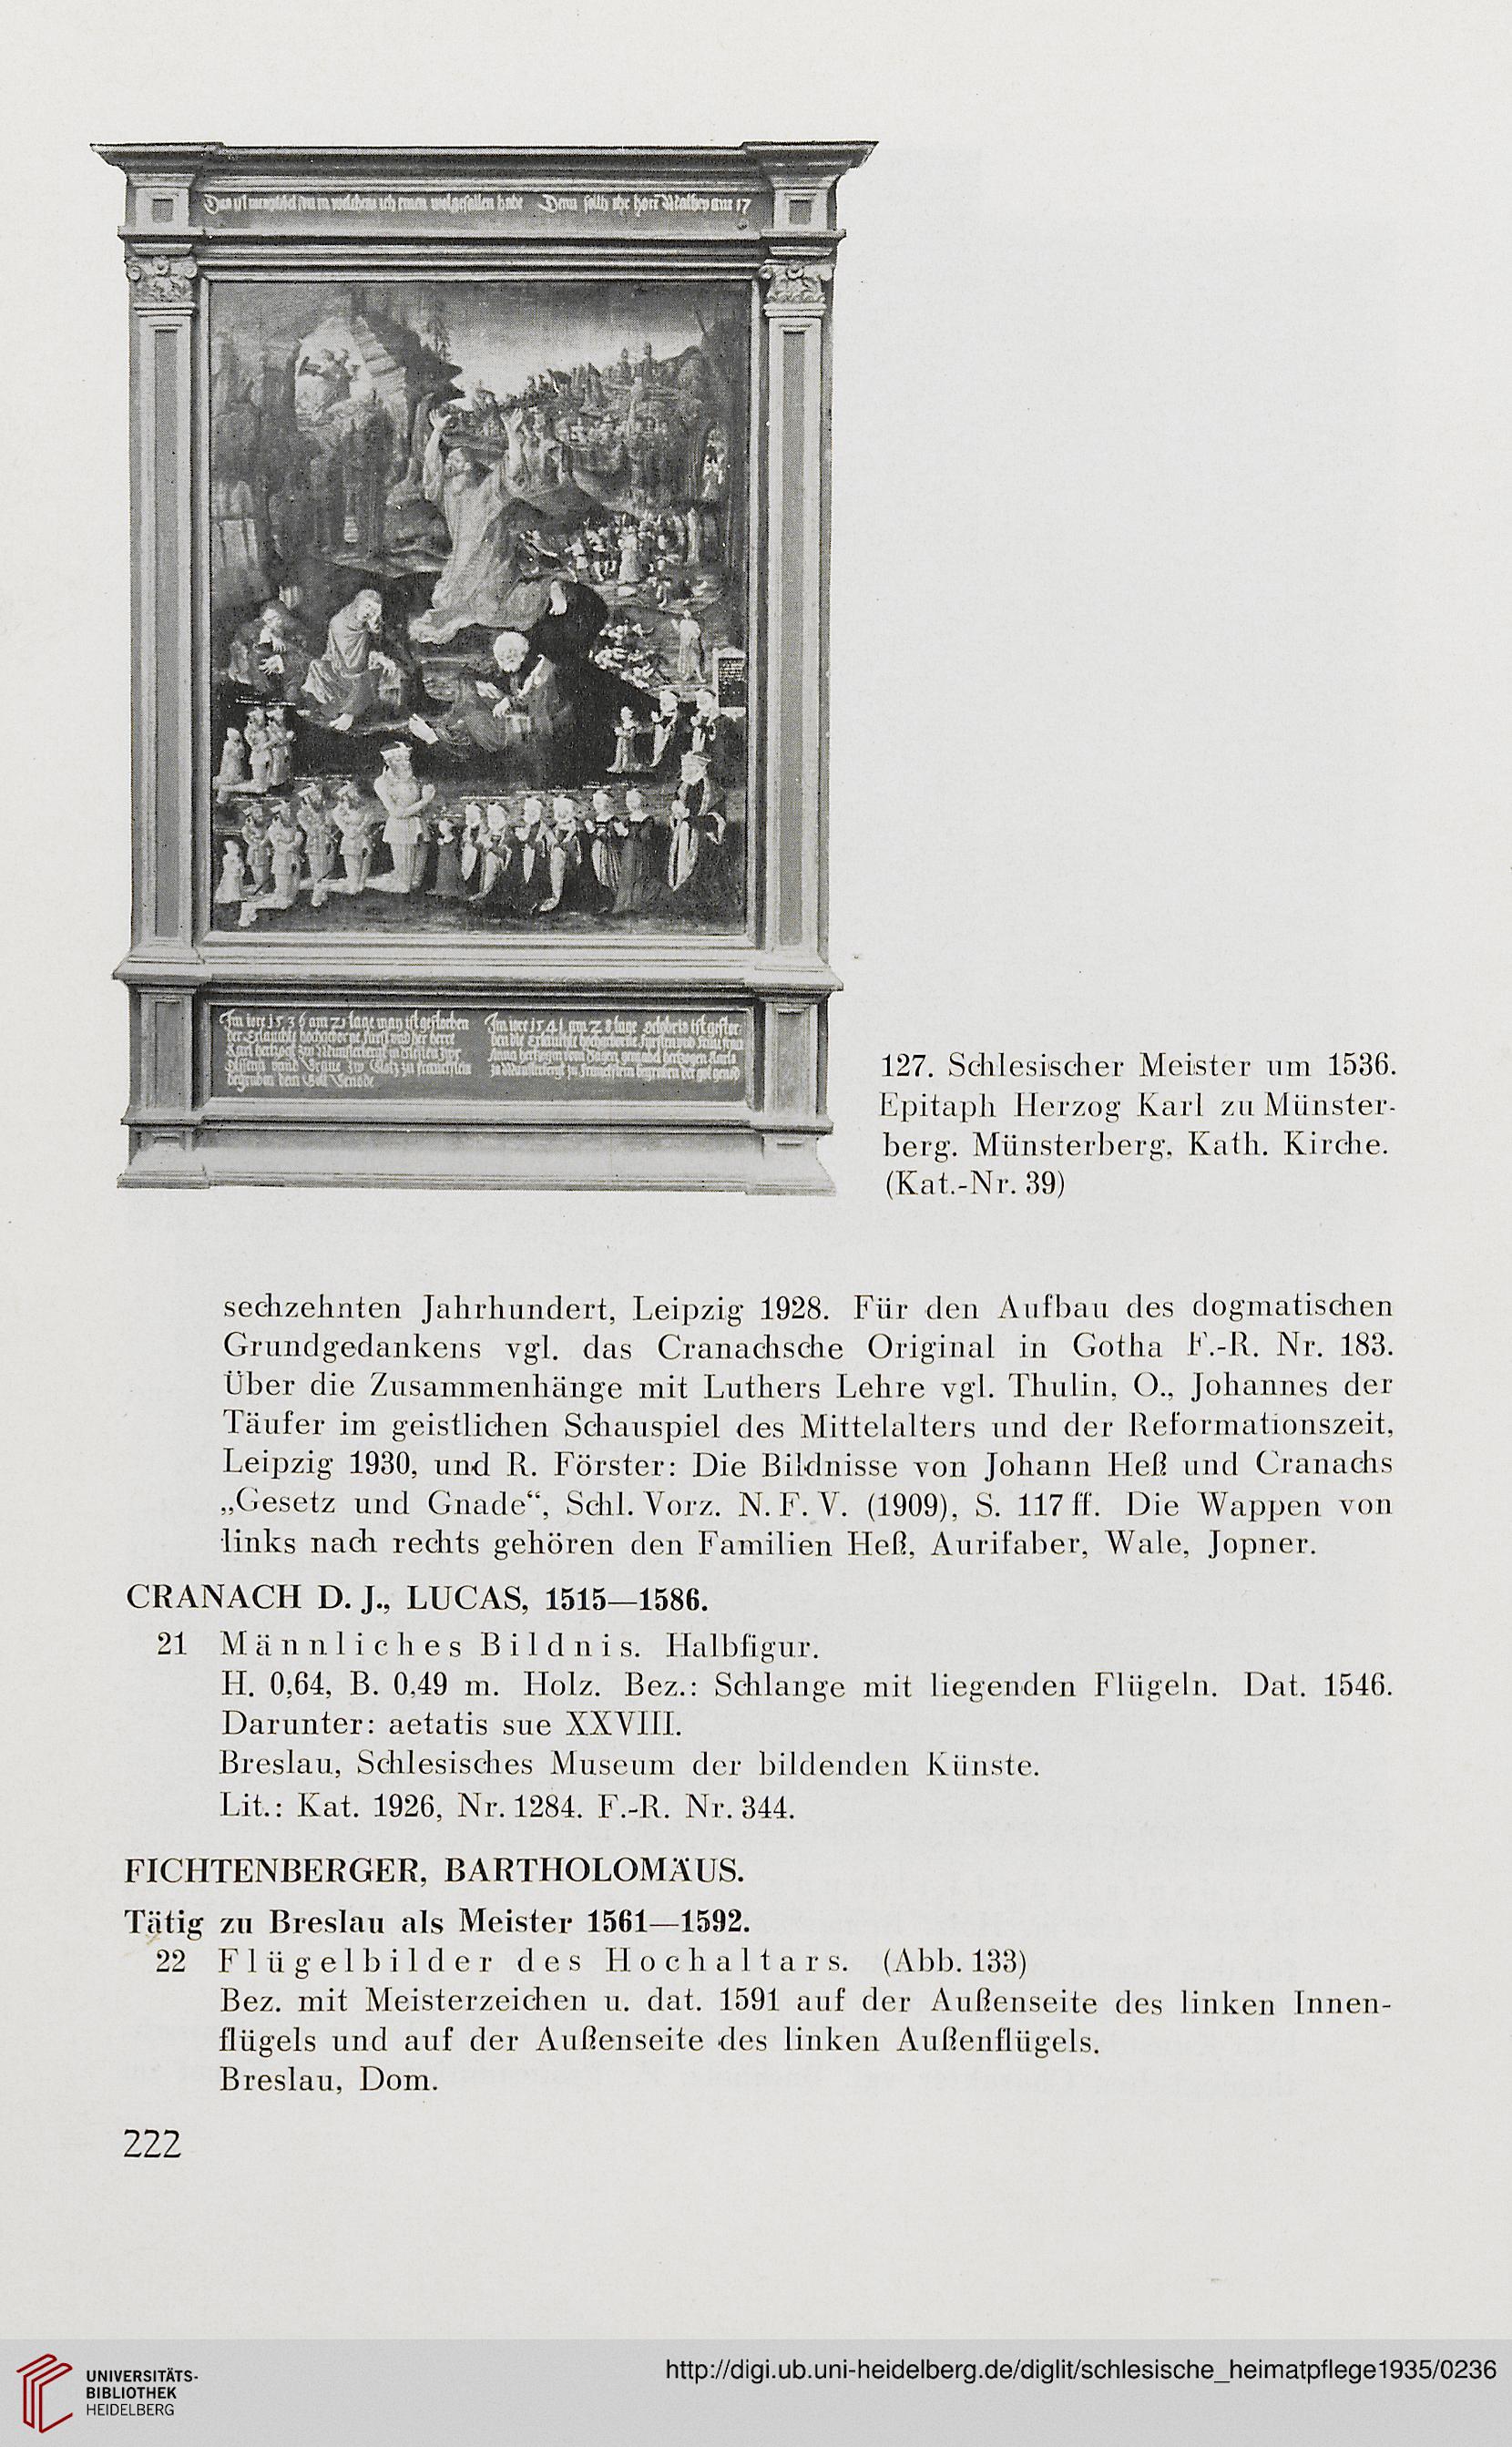 127. Schlesischer Meister um 1536.
Epitaph Herzog Karl zu Münster-
berg. Münsterberg, Kath. Kirche.
(Kat.-Nr. 39)
sechzehnten Jahrhundert, Leipzig 1928. Für den Aufbau des dogmatischen
Grundgedankens vgl. das Cranachsche Original in Gotha F.-R. Nr. 183.
Über die Zusammenhänge mit Luthers Lehre vgl. Thulin, O., Johannes der
Täufer im geistlichen Schauspiel des Mittelalters und der Reformationszeit,
Leipzig 1930, und R. Förster: Die Bildnisse von Johann Heß und Cranachs
„Gesetz und Gnade“, Schl. Vorz. N. F. V. (1909), S. 117 ff. Die Wappen von
links nach rechts gehören den Familien Heß, Aurifaber, Wale, Jopner.
CRANACH D. J., LUCAS, 1515—1586.
21 Männliches Bildnis. Halbfigur.
H. 0,64, B. 0,49 m. Holz. Bez.: Schlange mit liegenden Flügeln. Dat. 1546.
Darunter: aetatis sue XXVIII.
Breslau, Schlesisches Museum der bildenden Künste.
Lit.: Kat. 1926, Nr. 1284. F.-R. Nr. 344.
FICHTENBERGER, BARTHOLOMÄUS.
Tätig zu Breslau als Meister 1561—1592.
22 Flügelbilder des Hochaltars. (Abb. 133)
Bez. mit Meisterzeichen u. dat. 1591 auf der Außenseite des linken Innen-
flügels und auf der Außenseite des linken Außenflügels.
Breslau, Dom.
222
UNIVERSITÄTS-
BIBLIOTHEK
HEIDELBERG
http://digi.ub.uni-heidelberg.de/diglit/schlesische_heimatpflege1935/0236